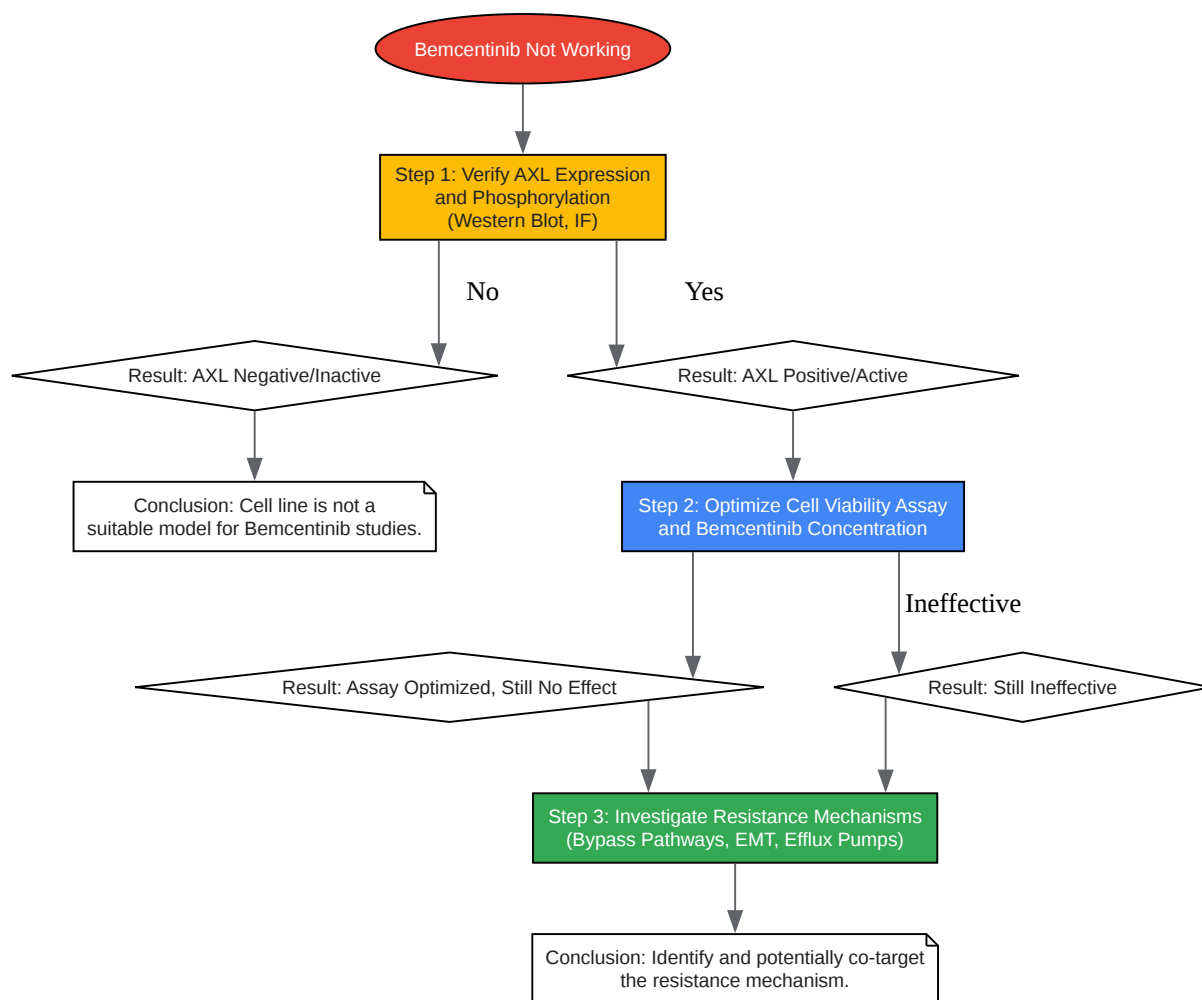 Bemcentinib Not Working
Step 1: Verify AXL Expression
and Phosphorylation
(Western Blot, IF)
No
Yes
Result: AXL Negative/Inactive
Result: AXL Positive/Active
Conclusion: Cell line is not a
suitable model for Bemcentinib studies.
Step 2: Optimize Cell Viability Assay
and Bemcentinib Concentration
Ineffective
Result: Assay Optimized, Still No Effect
Result: Still Ineffective
Step 3: Investigate Resistance Mechanisms
(Bypass Pathways, EMT, Efflux Pumps)
Conclusion: Identify and potentially co-target
the resistance mechanism.